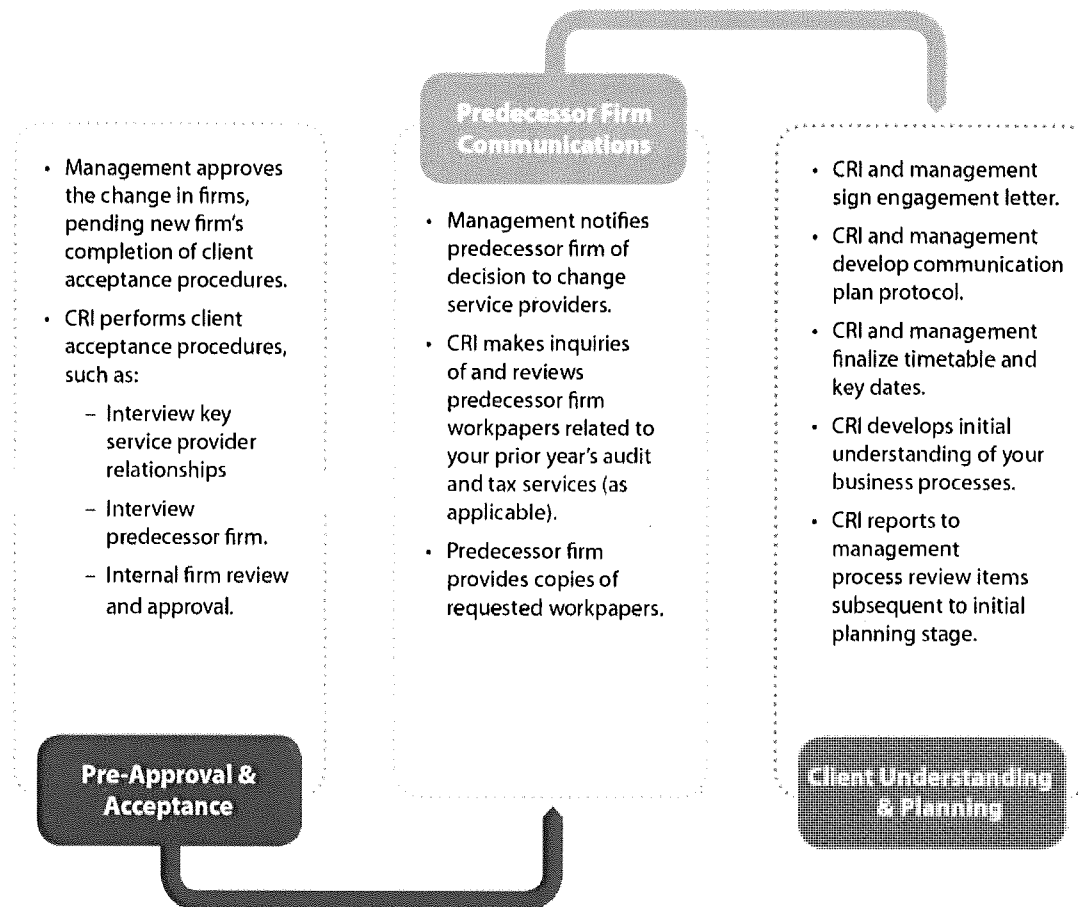 • Management approves
the change in firms,
pending new firm's
completion of client
acceptance procedures.
• CRI performs client
acceptance procedures,
such as:
– Interview key
service provider
relationships
– Interview
predecessor firm.
– Internal firm review
and approval.
Pre-Approval &
Acceptance
Predecessor Firm
Communications
• Management notifies
predecessor firm of
decision to change
service providers.
• CRI makes inquiries
of and reviews
predecessor firm
workpapers related to
your prior year's audit
and tax services (as
applicable).
• Predecessor firm
provides copies of
requested workpapers.
• CRI and management
sign engagement letter.
• CRI and management
develop communication
plan protocol.
• CRI and management
finalize timetable and
key dates.
• CRI develops initial
understanding of your
business processes.
• CRI reports to
management
process review items
subsequent to initial
planning stage.
Client Understanding
& Planning